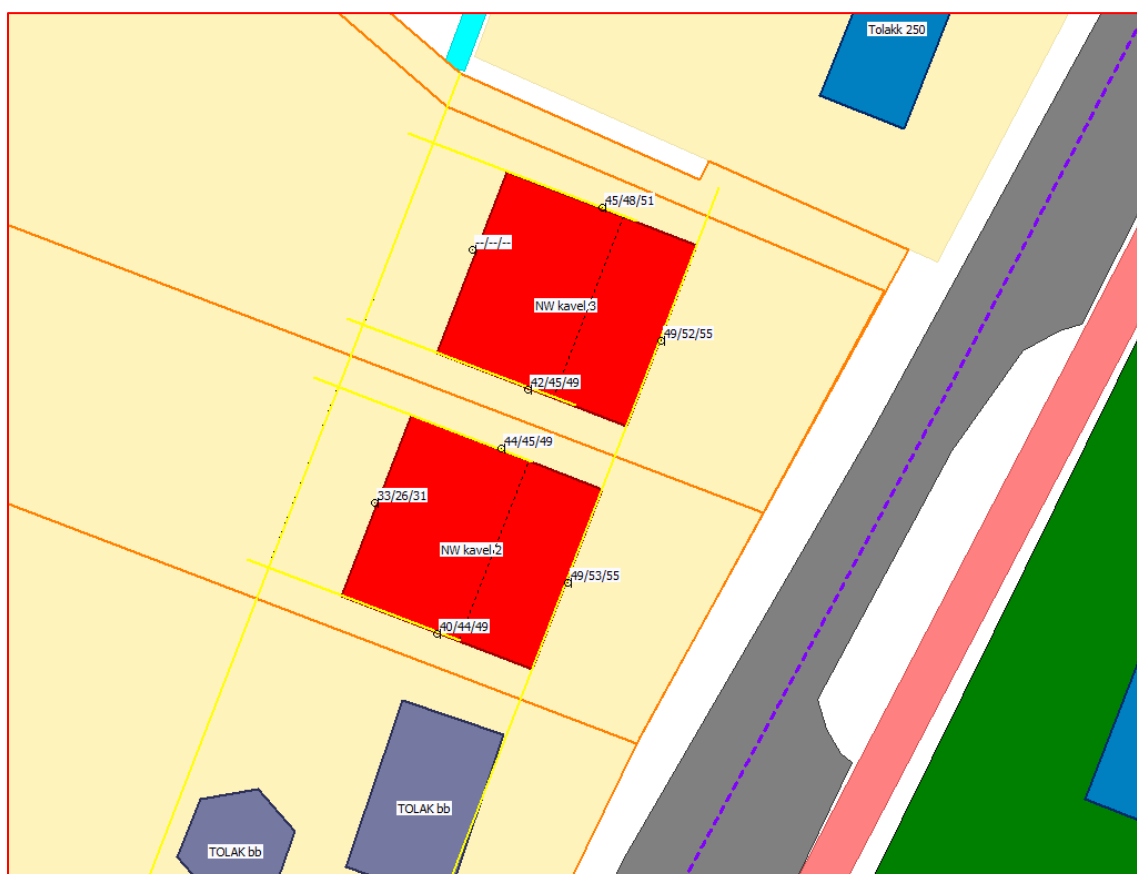 Tolakk 250
45/48/51
--/--/--
NW kavel 3
49/52/55
42/45/49
44/45/49
33/26/31
NW kavel 2
49/53/55
40/44/49
TOLAK bb
TOLAK bb